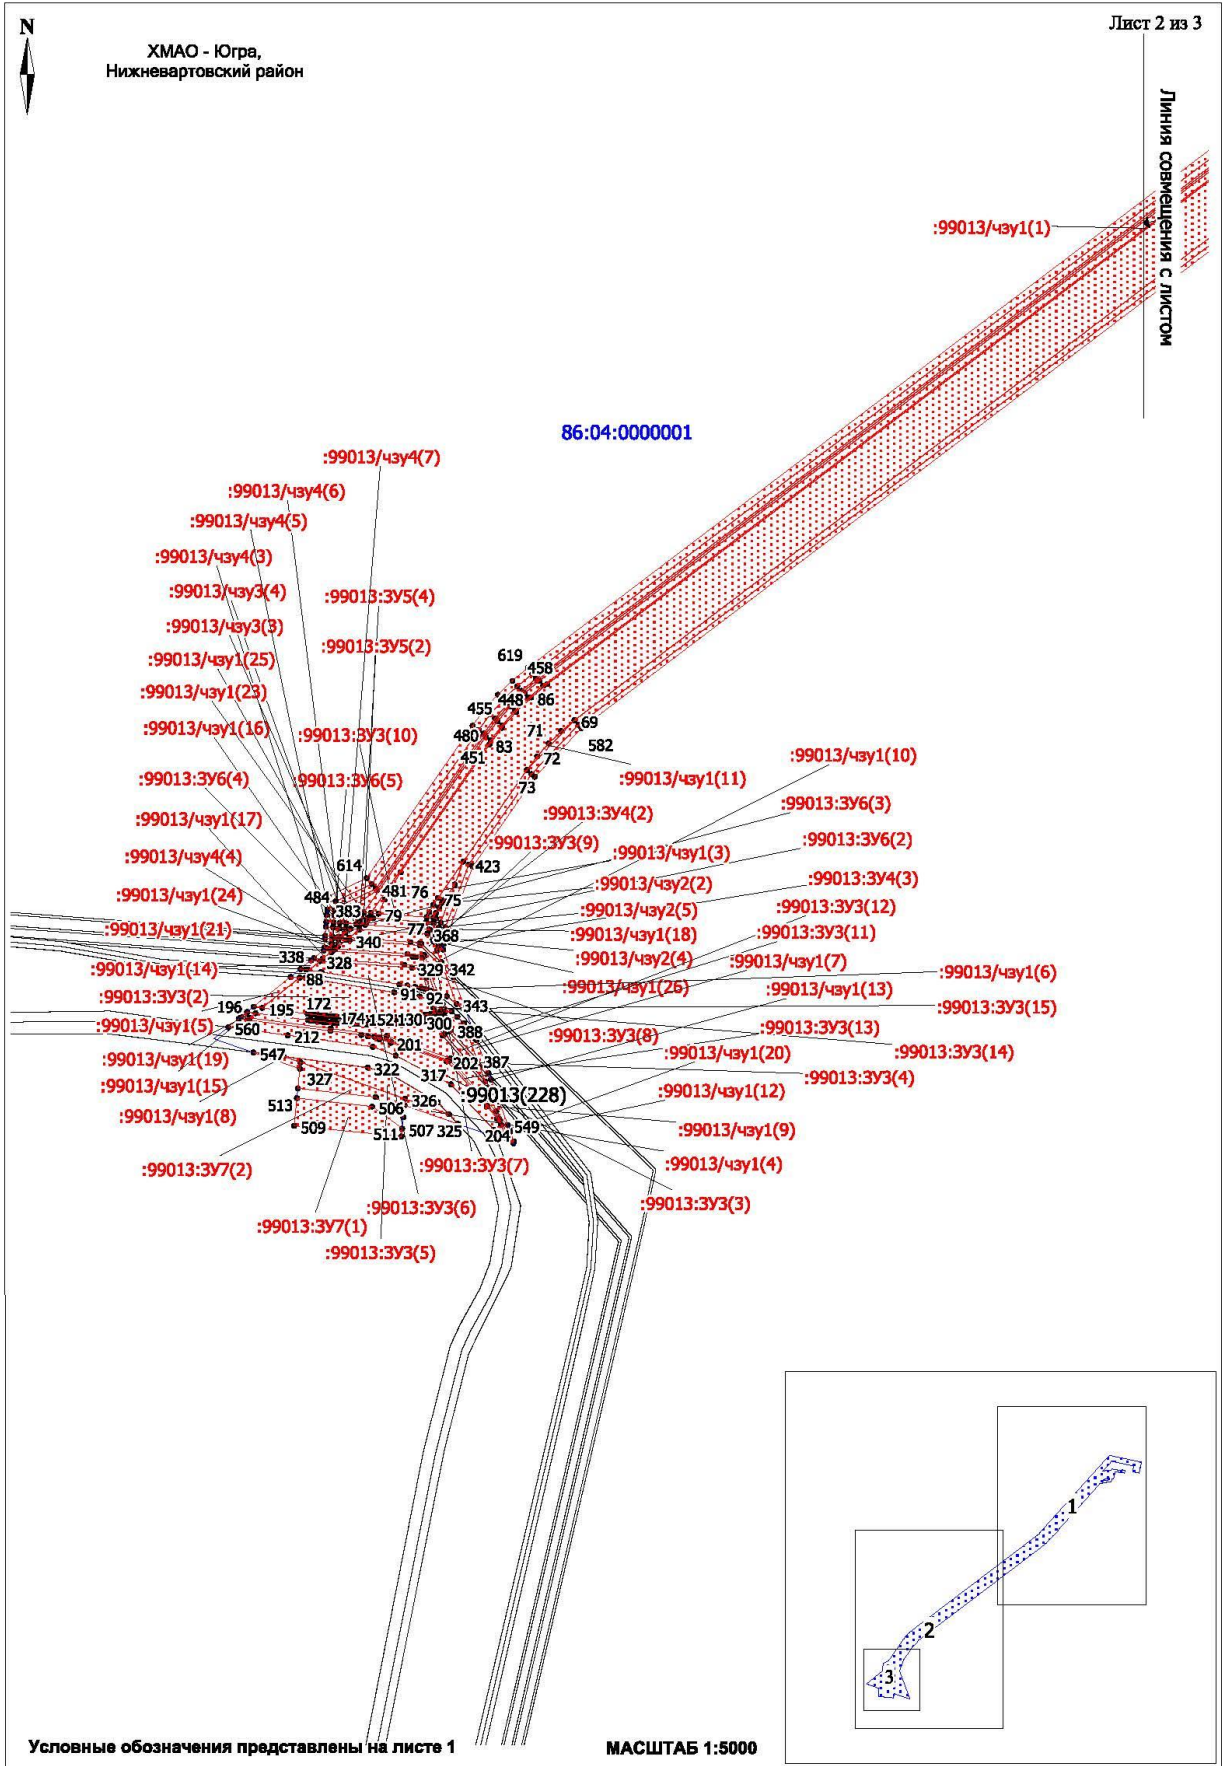 N
Лист 2 из 3
ХМАО - Югра,
Нижневартовский район
Линия совмещения с листом
:99013/чзу1(1)
86:04:0000001
:99013/чзу4(7)
:99013/чзу4(6)
:99013/чзу4(5)
:99013/чзу4(3)
:99013/чзу3(4)
:99013:ЗУ5(4)
:99013/чзу3(3)
:99013:ЗУ5(2)
:99013/чзу1(25)
:99013/чзу1(23)
:99013/чзу1(16)
:99013:ЗУ3(10)
:99013:ЗУ6(4)
:99013:ЗУ6(5)
:99013/чзу1(17)
:99013/чзу4(4)
:99013/чзу1(24)
:99013/чзу1(21)
:99013/чзу1(14)
:99013:ЗУ3(2)
:99013/чзу1(5)
:99013/чзу1(19)
:99013/чзу1(15)
:99013/чзу1(8)
:99013:ЗУ7(2)
:99013:ЗУ7(1)
:99013:ЗУ3(5)
:99013:ЗУ3(6)
:99013:ЗУ3(7)
619
458
448
86
455
480
451
83
71
69
582
72
73
:99013/чзу1(11)
:99013/чзу1(10)
:99013:ЗУ6(3)
:99013:ЗУ4(2)
:99013:ЗУ3(9)
:99013:ЗУ6(2)
:99013/чзу1(3)
:99013:ЗУ4(3)
:99013/чзу2(2)
:99013:ЗУ3(12)
:99013/чзу2(5)
:99013:ЗУ3(11)
:99013/чзу1(18)
:99013/чзу2(4)
:99013/чзу1(7)
:99013/чзу1(6)
:99013/чзу1(26)
:99013/чзу1(13)
:99013:ЗУ3(15)
:99013:ЗУ3(13)
:99013:ЗУ3(8)
:99013:ЗУ3(14)
:99013/чзу1(20)
:99013:ЗУ3(4)
:99013/чзу1(12)
:99013/чзу1(9)
:99013/чзу1(4)
:99013:ЗУ3(3)
:99013(228)
423
614
481
76
75
484
383
79
77
368
340
338
328
329
342
88
91
92
343
196
195
172
174
152
130
300
388
560
212
201
547
202
387
322
317
327
326
513
506
509
511
507
325
204
549
1
2
3
Условные обозначения представлены на листе 1
МАСШТАБ 1:5000